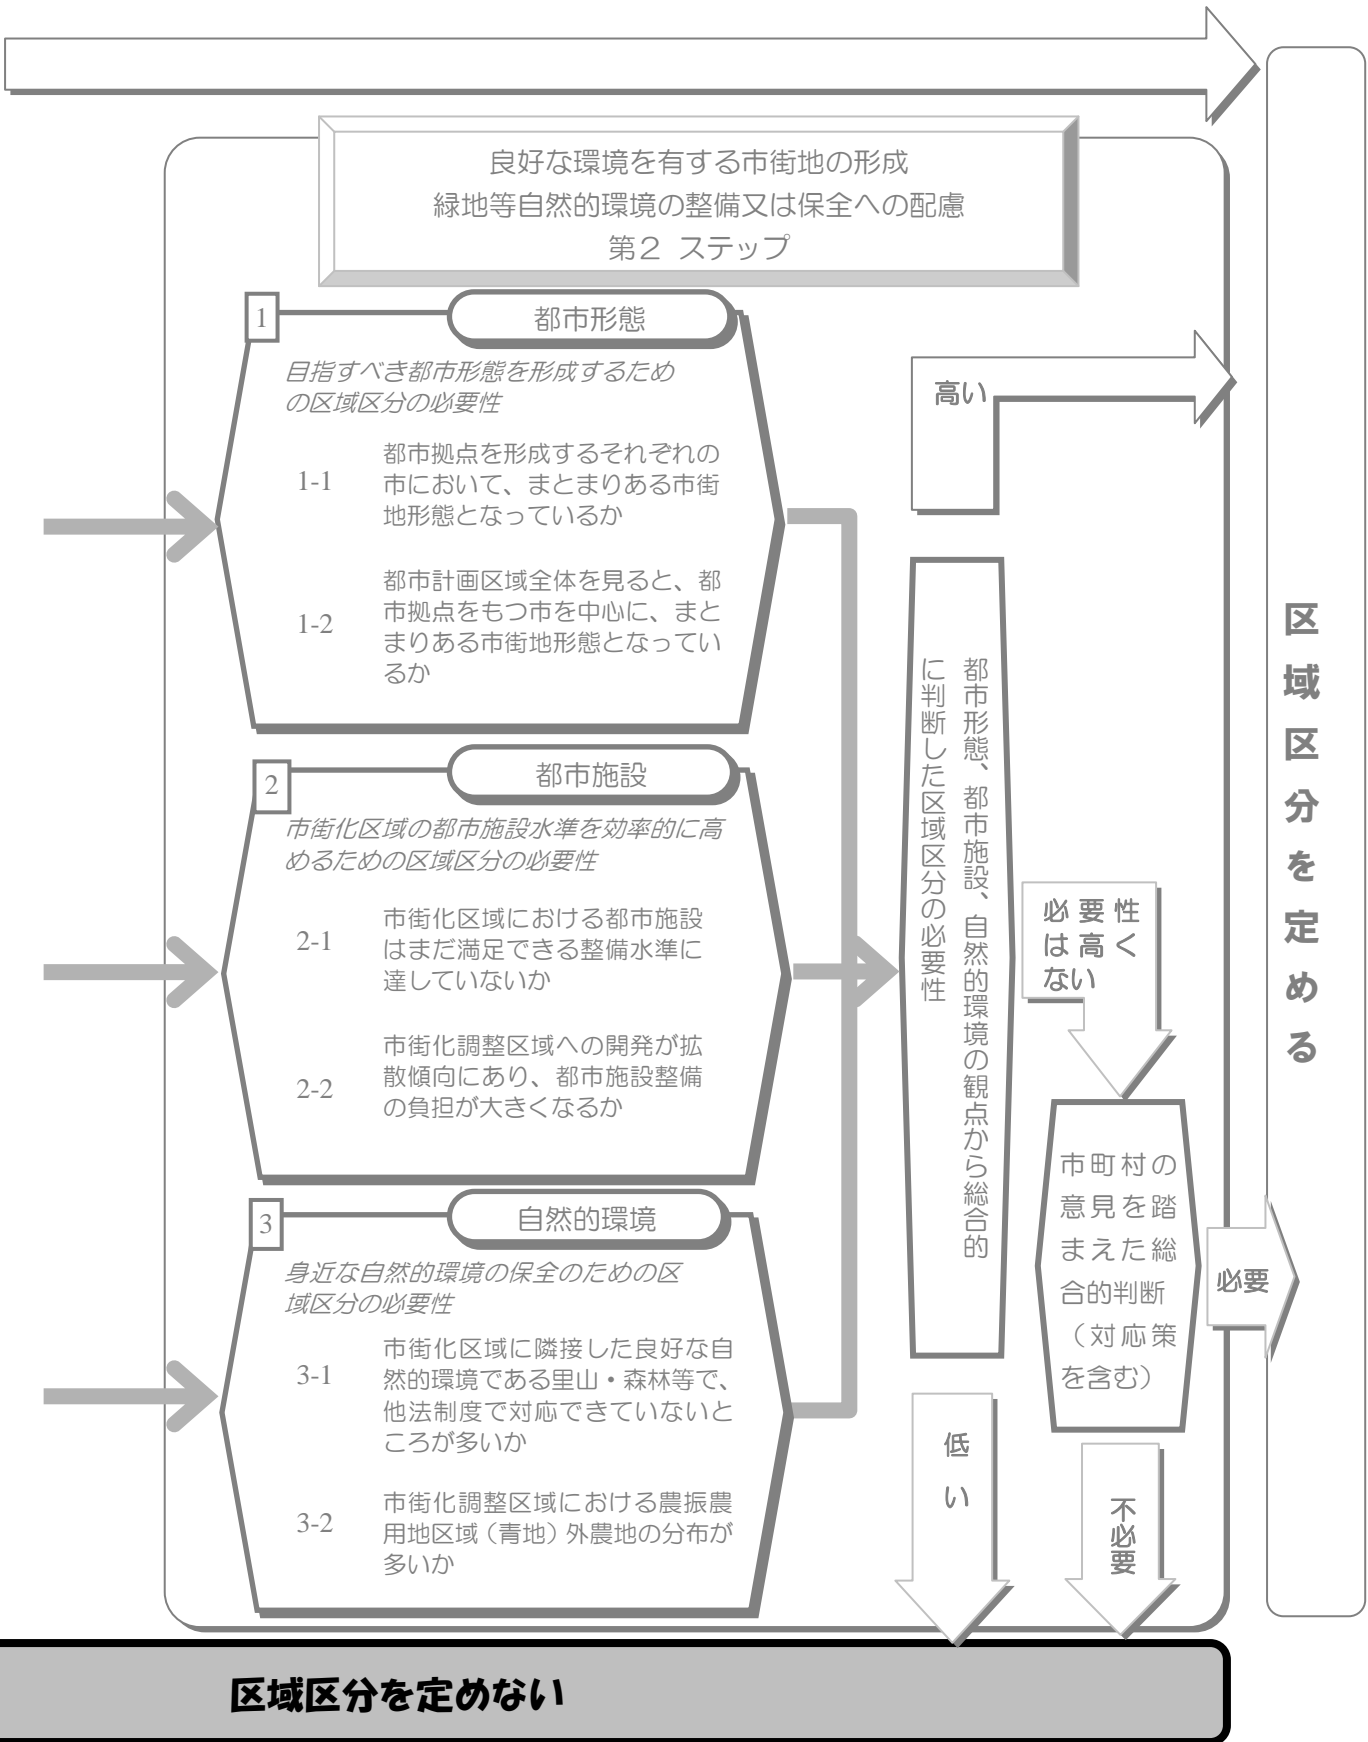 良好な環境を有する市街地の形成
緑地等自然的環境の整備又は保全への配慮
第2 ステップ
1
都市形態
目指すべき都市形態を形成するため
の区域区分の必要性
1-1
都市拠点を形成するそれぞれの
市において、まとまりある市街
地形態となっているか
1-2
都市計画区域全体を見ると、都
市拠点をもつ市を中心に、まと
まりある市街地形態となってい
るか
2
都市施設
市街化区域の都市施設水準を効率的に高
めるための区域区分の必要性
2-1
市街化区域における都市施設
はまだ満足できる整備水準に
達していないか
2-2
市街化調整区域への開発が拡
散傾向にあり、都市施設整備
の負担が大きくなるか
3
自然的環境
身近な自然的環境の保全のための区
域区分の必要性
3-1
市街化区域に隣接した良好な自
然的環境である里山・森林等で、
他法制度で対応できていないと
ころが多いか
3-2
市街化調整区域における農振農
用地区域（青地）外農地の分布が
多いか
高い
都市形態、都市施設、自然的環境の観点から総合的
に判断した区域区分の必要性
必要性
は高く
ない
市町村の
意見を踏
まえた総
合的判断
（対応策
を含む）
必要
低い
不必要
区域区分を定める
区域区分を定めない